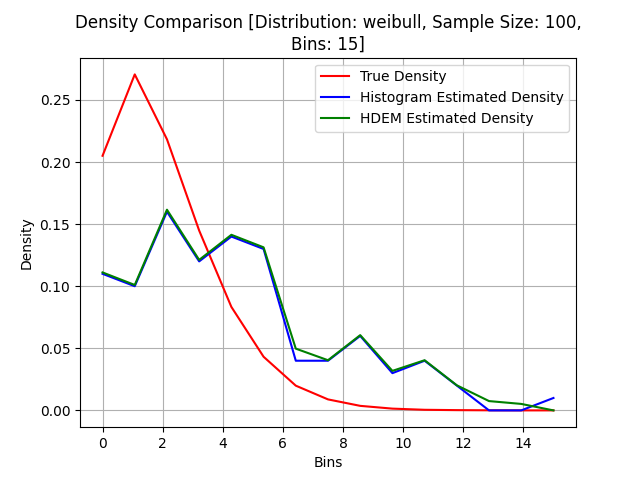 Density Comparison [Distribution: weibull, Sample Size: 100,
Bins: 15]
True Density
Histogram Estimated Density
HDEM Estimated Density
Density
0.25
0.20
0.15
0.10
0.05
0.00
0 2 4 6 8 10 12 14
Bins